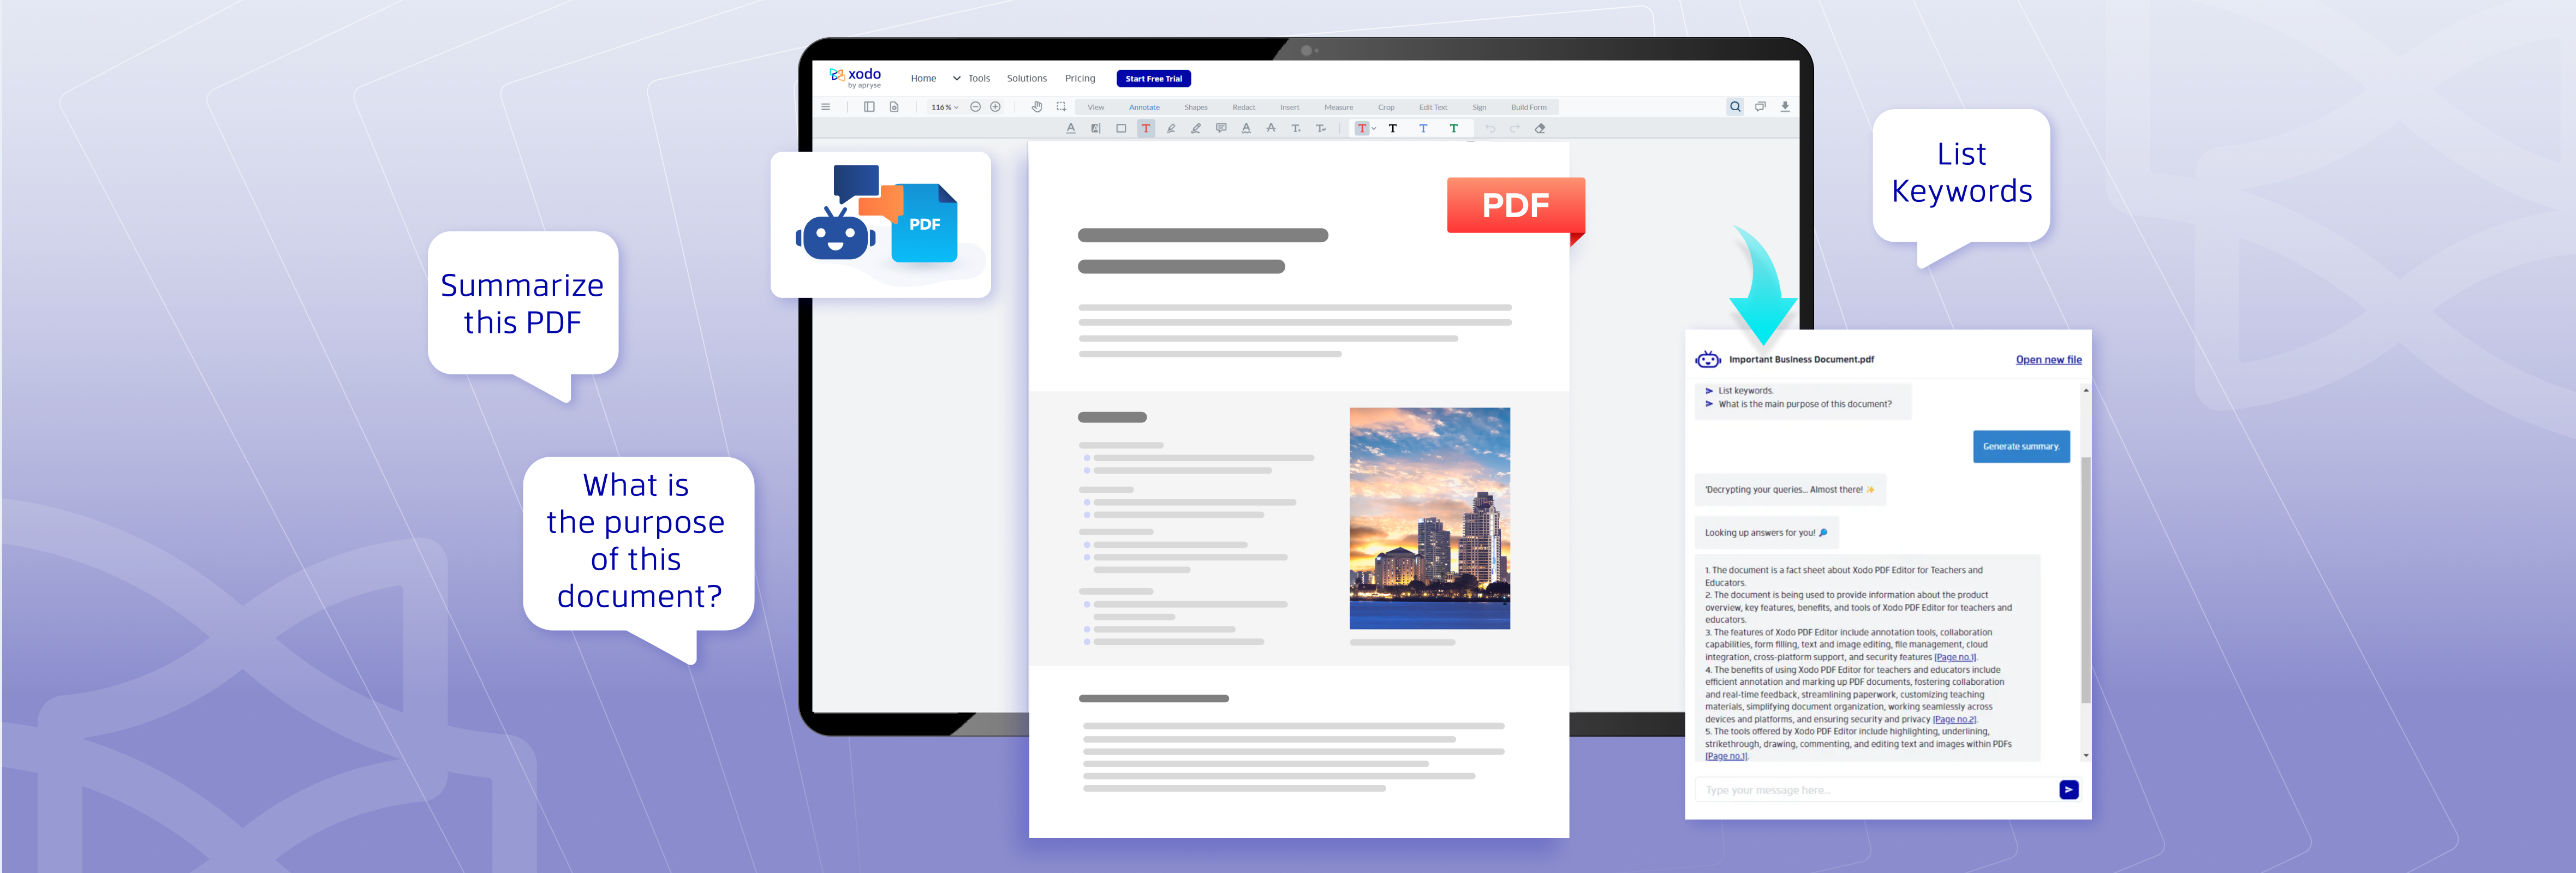 xodo
by apryse
Home
Tools
Solutions
Pricing
Start Free Trial
116%
View
Annotate
Shapes
Redact
Insert
Measure
Crop
Edit Text
Sign
Build Form
PDF
PDF
Summarize
this PDF
What is
the purpose
of this
document?
List
Keywords
Important Business Document.pdf
Open new file
List keywords.
What is the main purpose of this document?
Generate summary.
'Decrypting your queries... Almost there! ✨
Looking up answers for you! 🔎
1. The document is a fact sheet about Xodo PDF Editor for Teachers and
Educators.
2. The document is being used to provide information about the product
overview, key features, benefits, and tools of Xodo PDF Editor for teachers and
educators.
3. The features of Xodo PDF Editor include annotation tools, collaboration
capabilities, form filling, text and image editing, file management, cloud
integration, cross-platform support, and security features [Page no.1].
4. The benefits of using Xodo PDF Editor for teachers and educators include
efficient annotation and marking up PDF documents, fostering collaboration
and real-time feedback, streamlining paperwork, customizing teaching
materials, simplifying document organization, working seamlessly across
devices and platforms, and ensuring security and privacy [Page no.2].
5. The tools offered by Xodo PDF Editor include highlighting, underlining,
strikethrough, drawing, commenting, and editing text and images within PDFs
[Page no.1].
Type your message here...